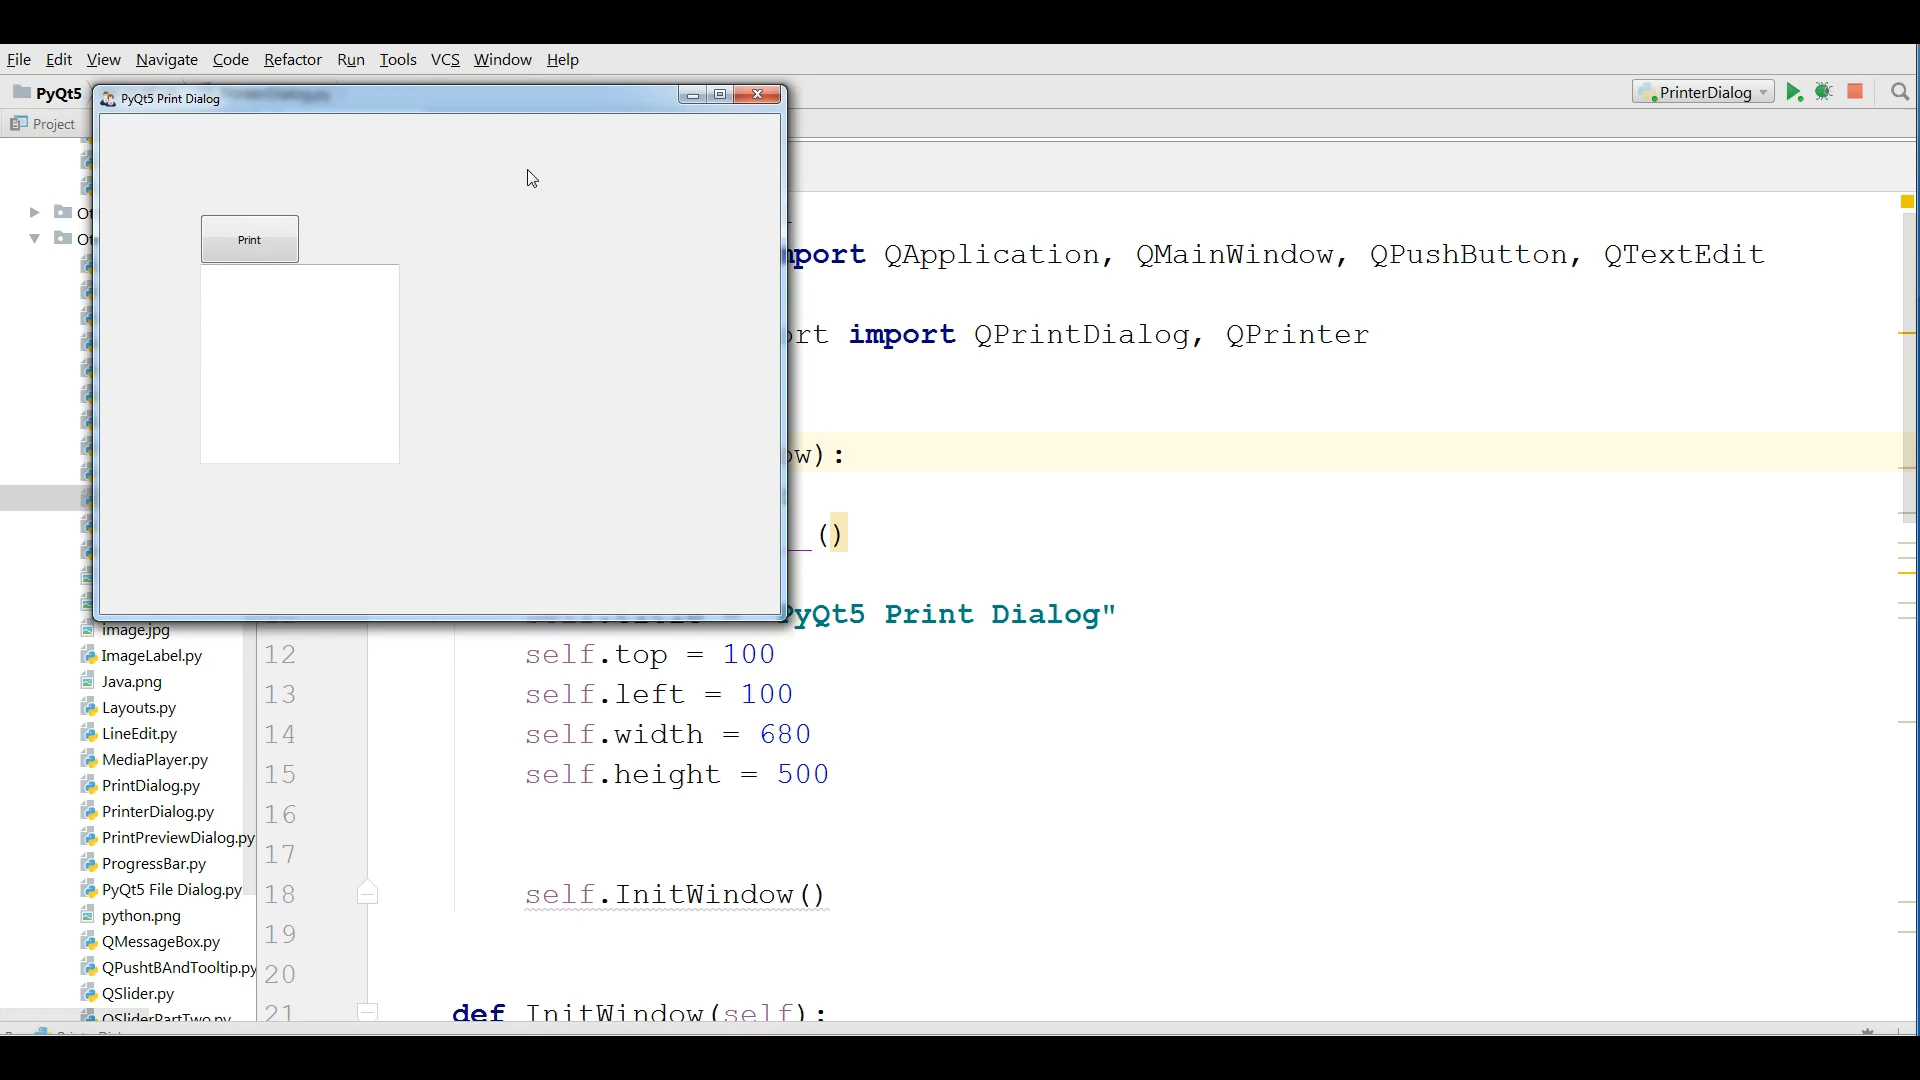 File Edit View Navigate Code Refactor Run Tools VCS Window Help
PyQt5
PyQt5 Print Dialog
PrinterDialog
Project
Print
import QApplication, QMainWindow, QPushButton, QTextEdit
import QPrintDialog, QPrinter
):
()
PyQt5 Print Dialog"
12 self.top = 100
13 self.left = 100
14 self.width = 680
15 self.height = 500
16
17
18 self.InitWindow()
19
20
21 def InitWindow(self):
image.jpg
ImageLabel.py
Java.png
Layouts.py
LineEdit.py
MediaPlayer.py
PrintDialog.py
PrinterDialog.py
PrintPreviewDialog.py
ProgressBar.py
PyQt5 File Dialog.py
python.png
QMessageBox.py
QPushtBAndTooltip.py
QSlider.py
QSliderPartTwo.py